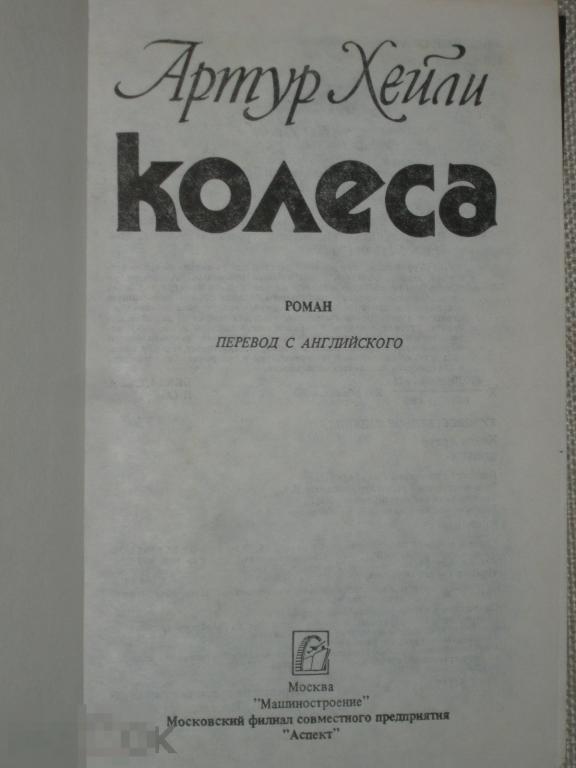 Артур Хейли
колеса
РОМАН
ПЕРЕВОД С АНГЛИЙСКОГО
Москва
"Машиностроение"
Московский филиал совместного предприятия
"Аспект"